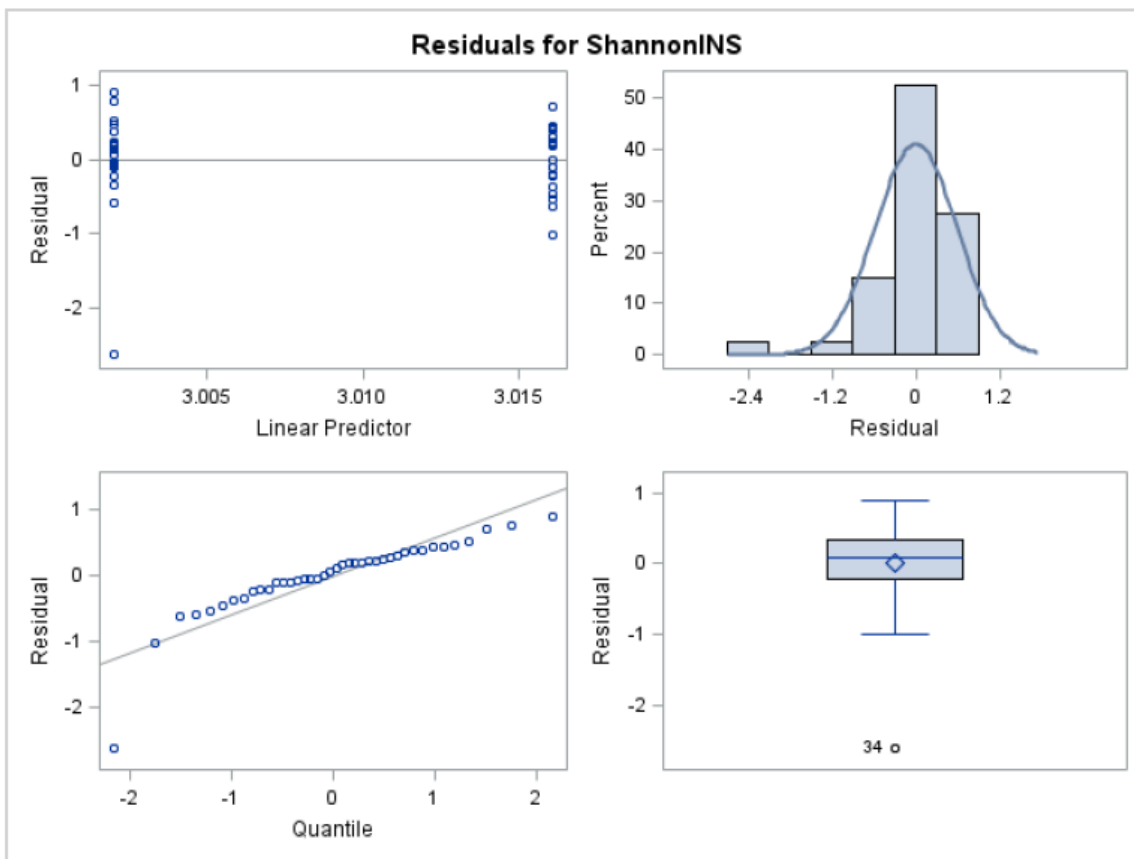 Residuals for ShannonINS
1
0
-1
-2
Residual
3.005 3.010 3.015
Linear Predictor
50
40
30
20
10
0
Percent
-2.4 -1.2 0 1.2
Residual
1
0
-1
-2
Residual
-2 -1 0 1 2
Quantile
1
0
-1
-2
Residual
34